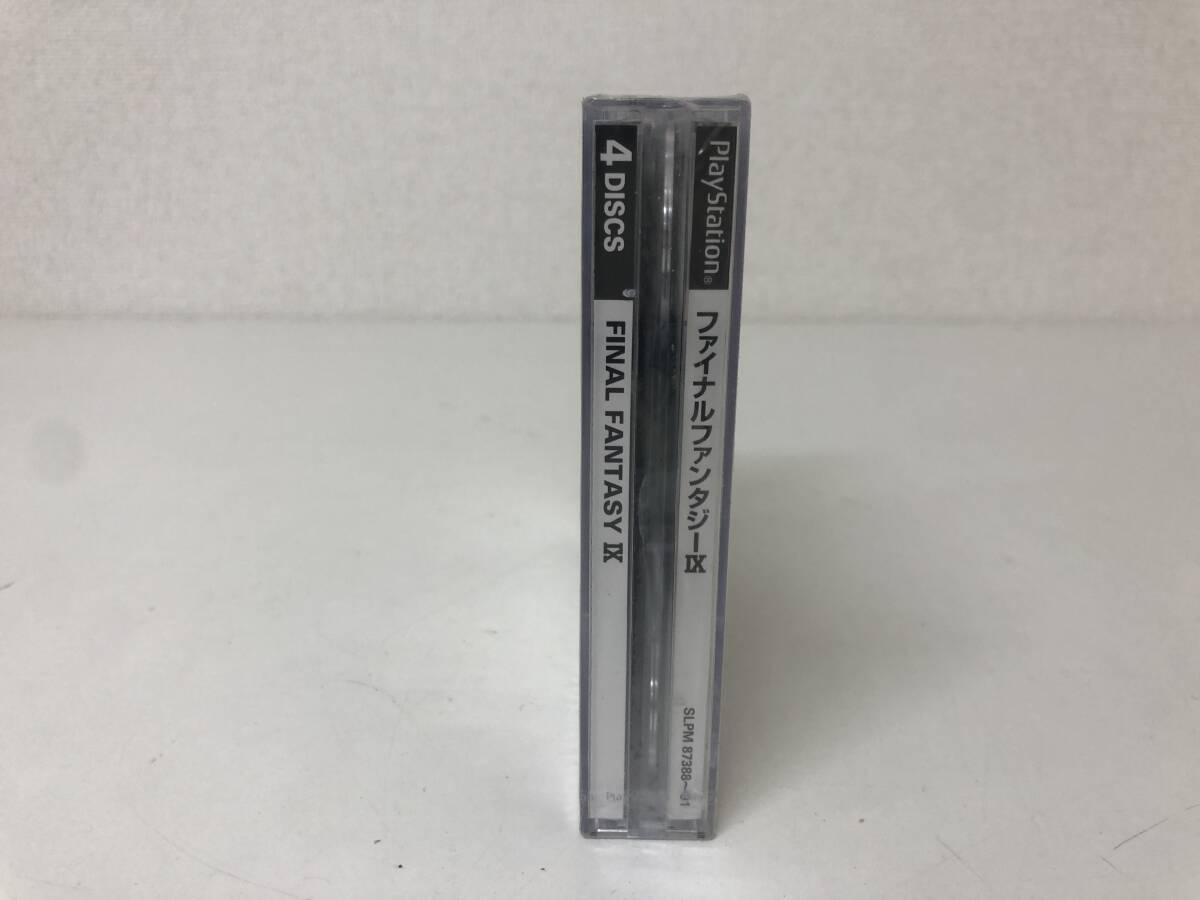 4 DISCS
FINAL FANTASY IX
PlayStation®
ファイナルファンタジーIX
SLPM 87388〜91